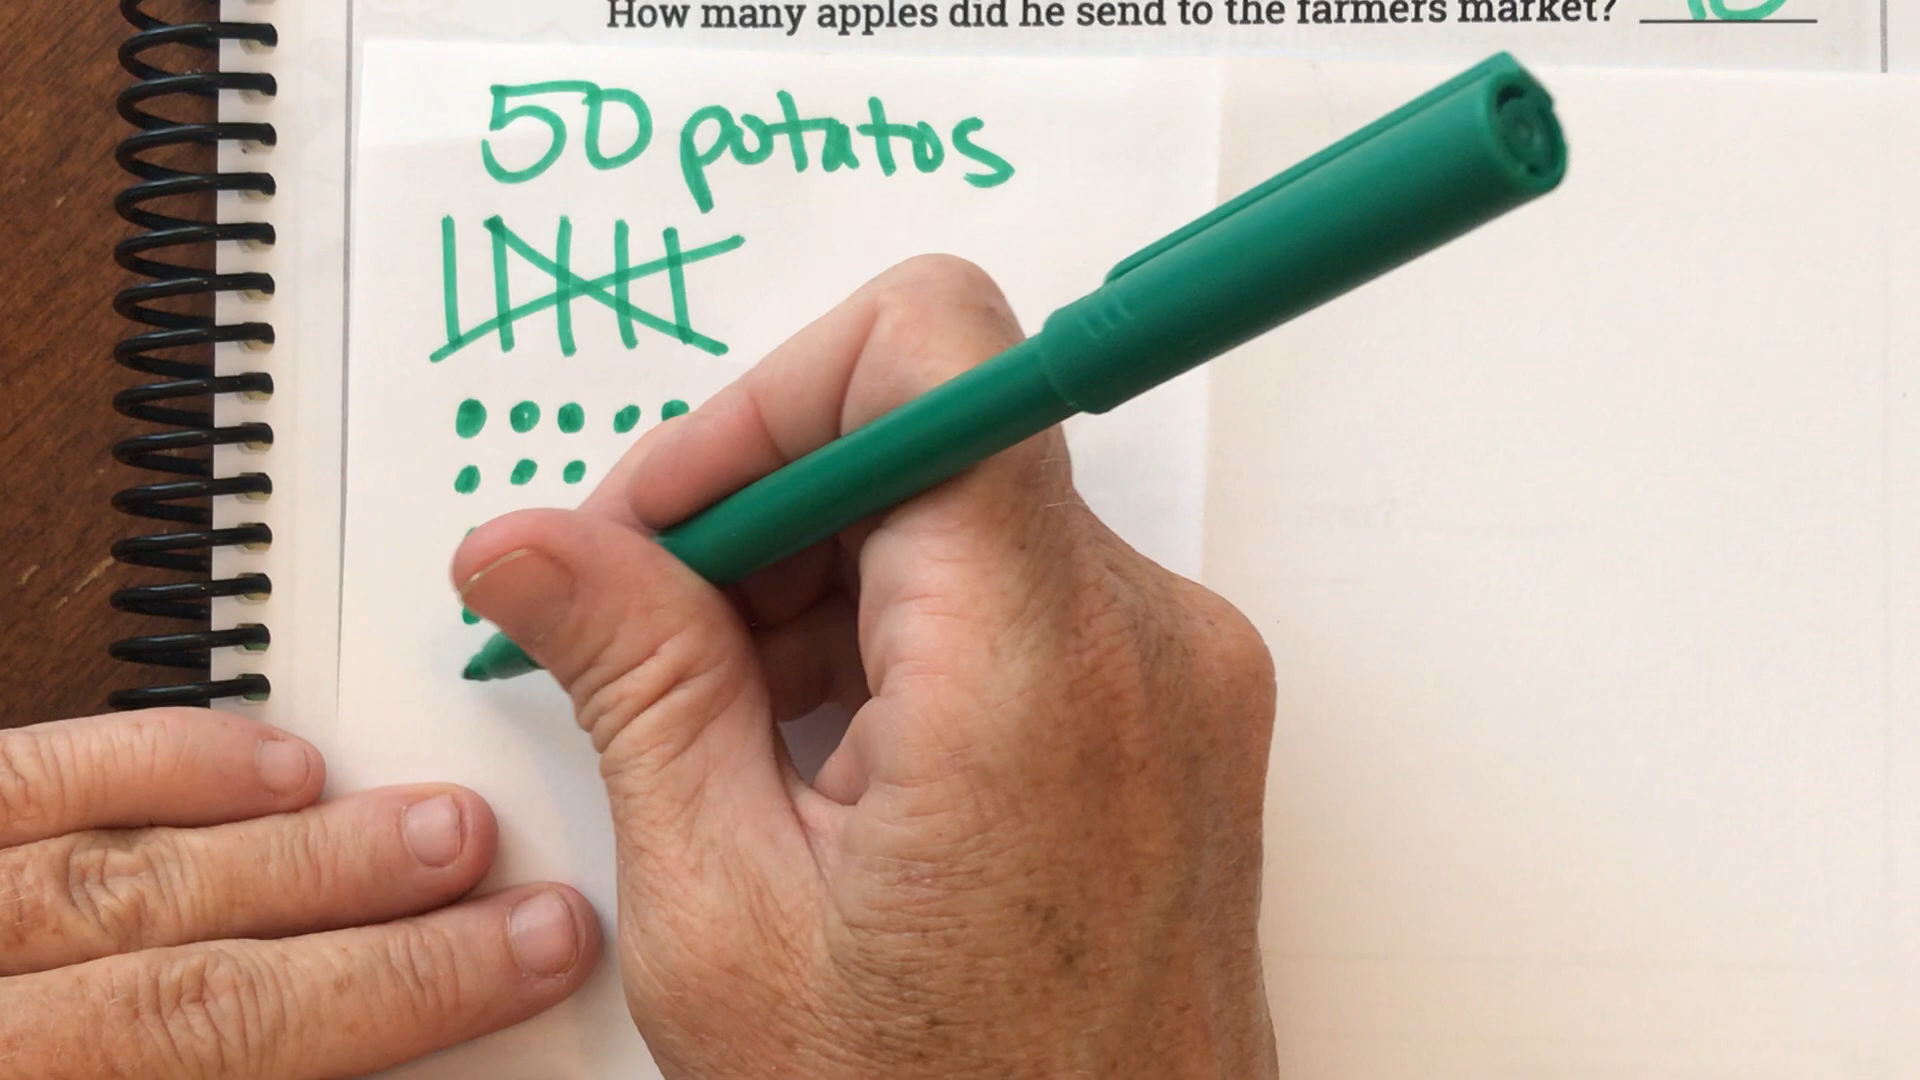 How many apples did he send to the farmers market?
50 potatos